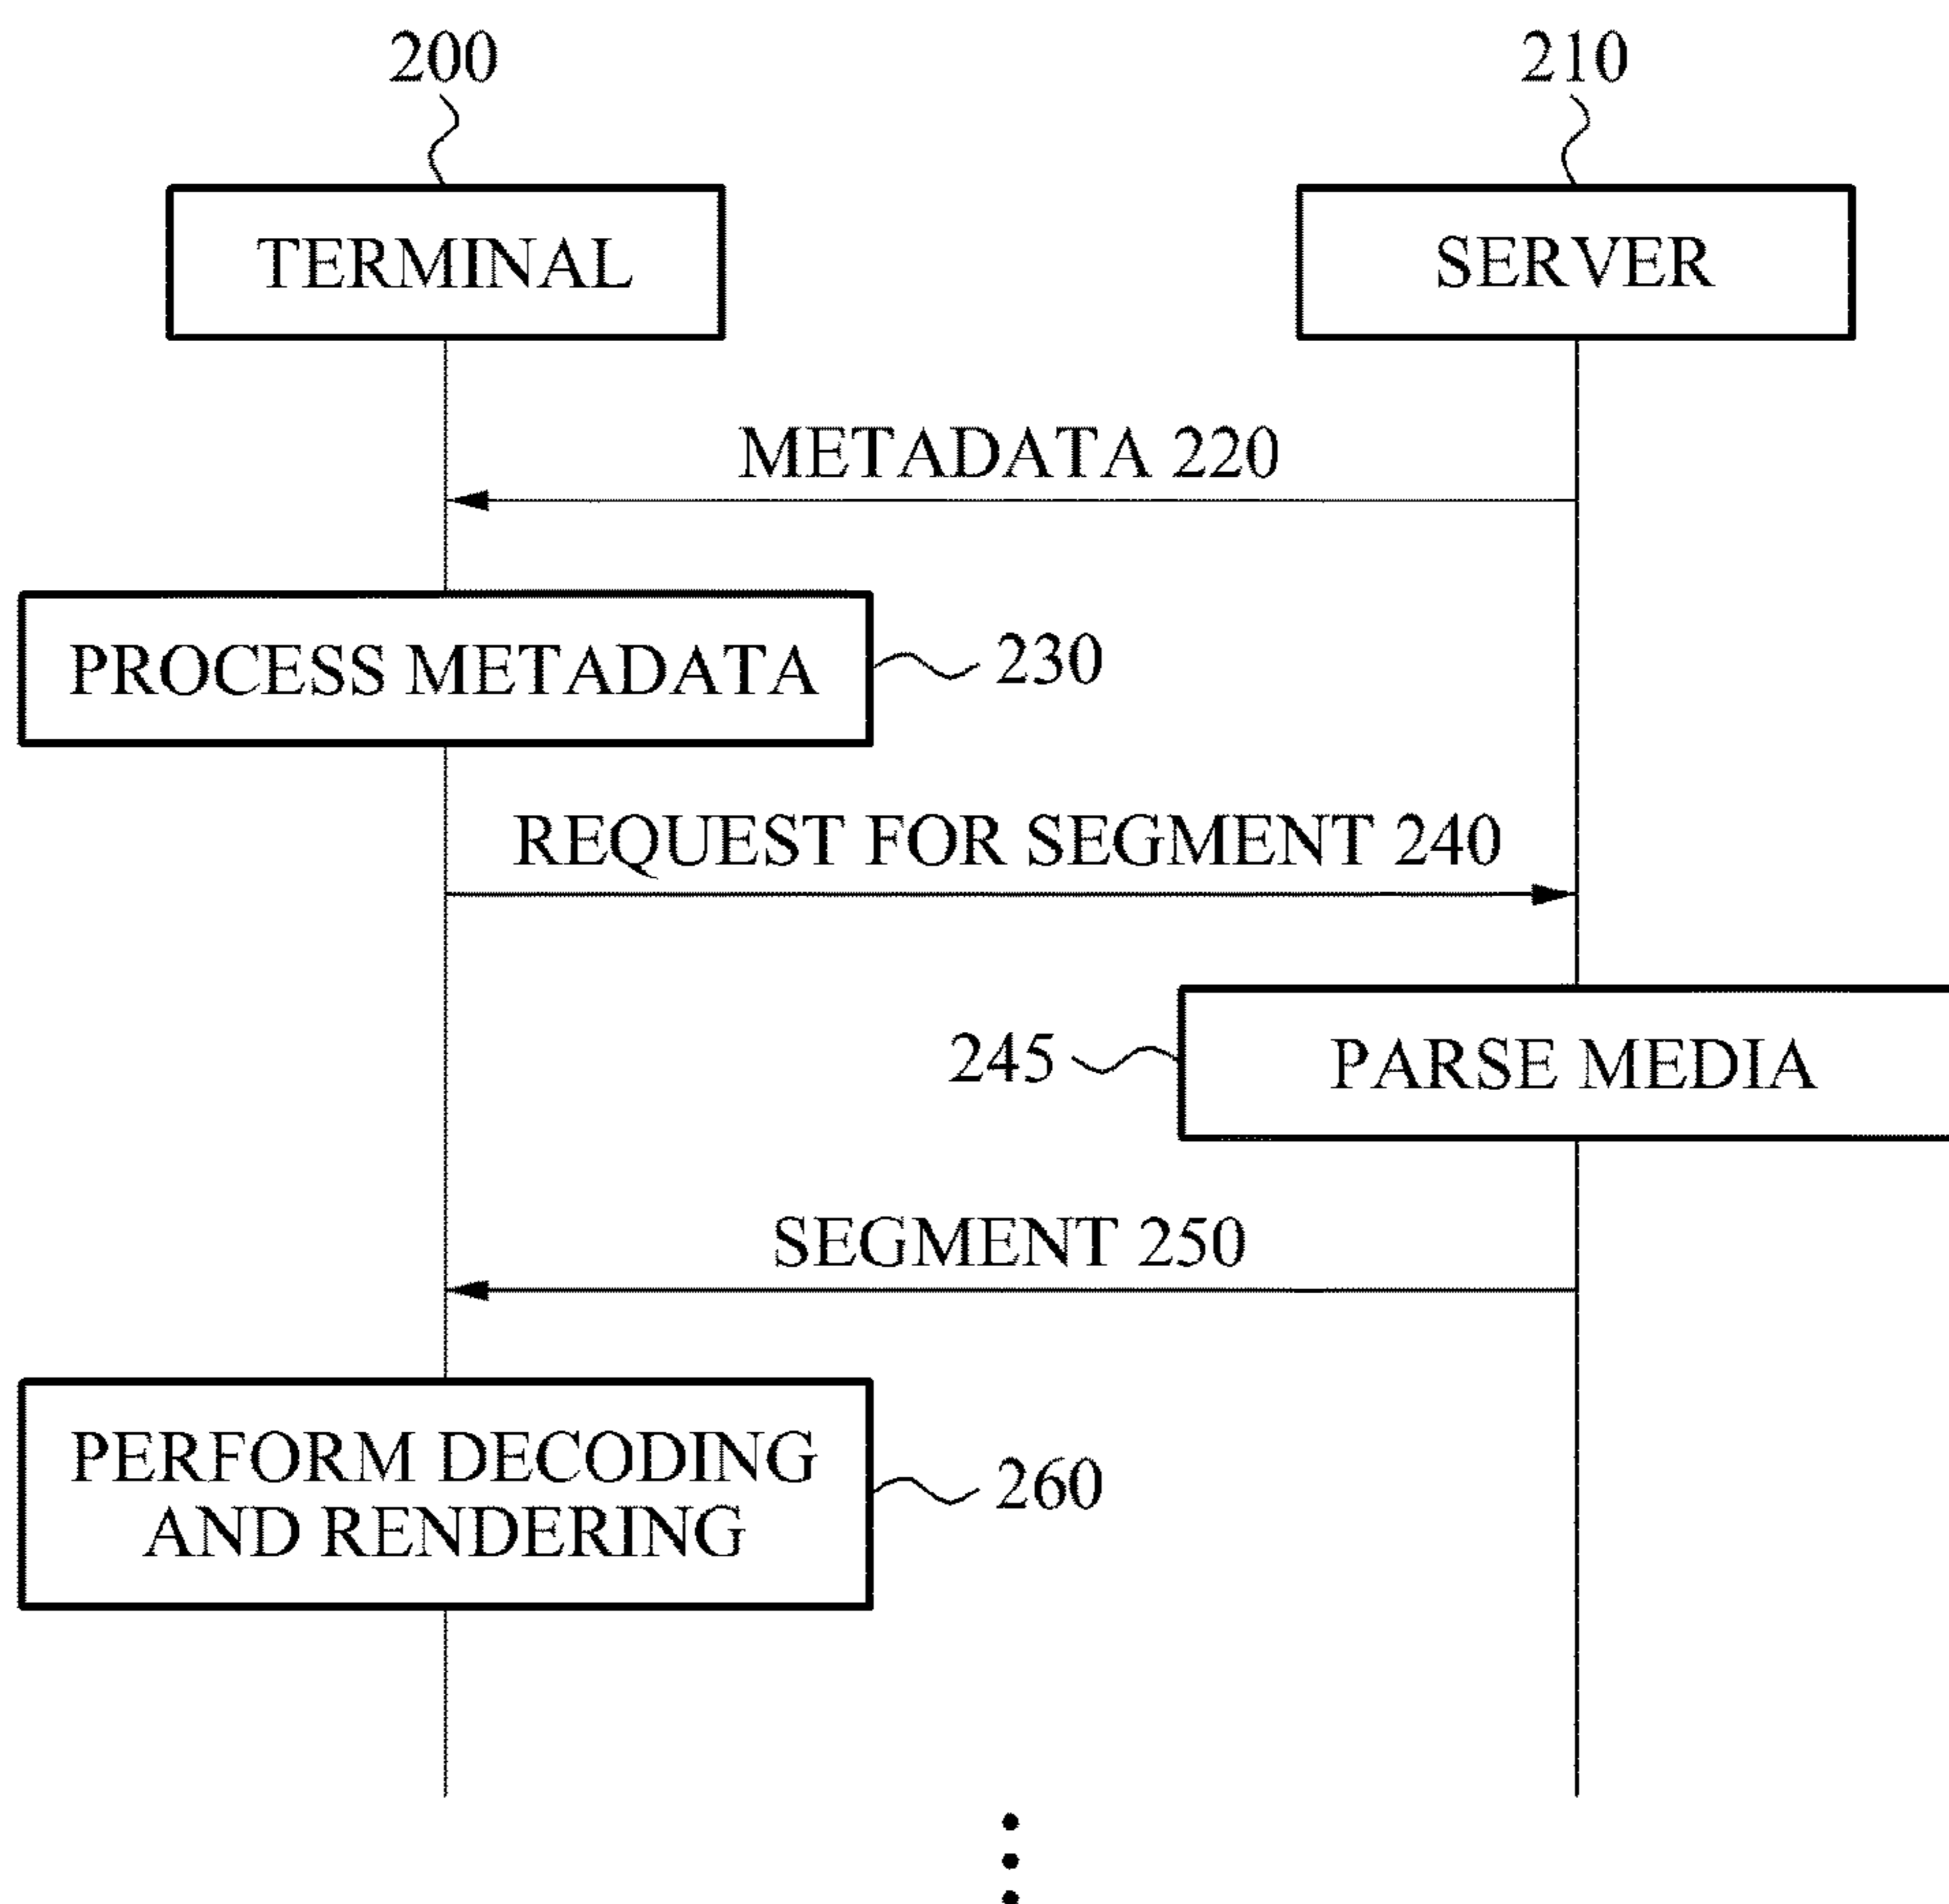 200
210
TERMINAL
SERVER
METADATA 220
PROCESS METADATA
230
REQUEST FOR SEGMENT 240
245
PARSE MEDIA
SEGMENT 250
PERFORM DECODING
AND RENDERING
260